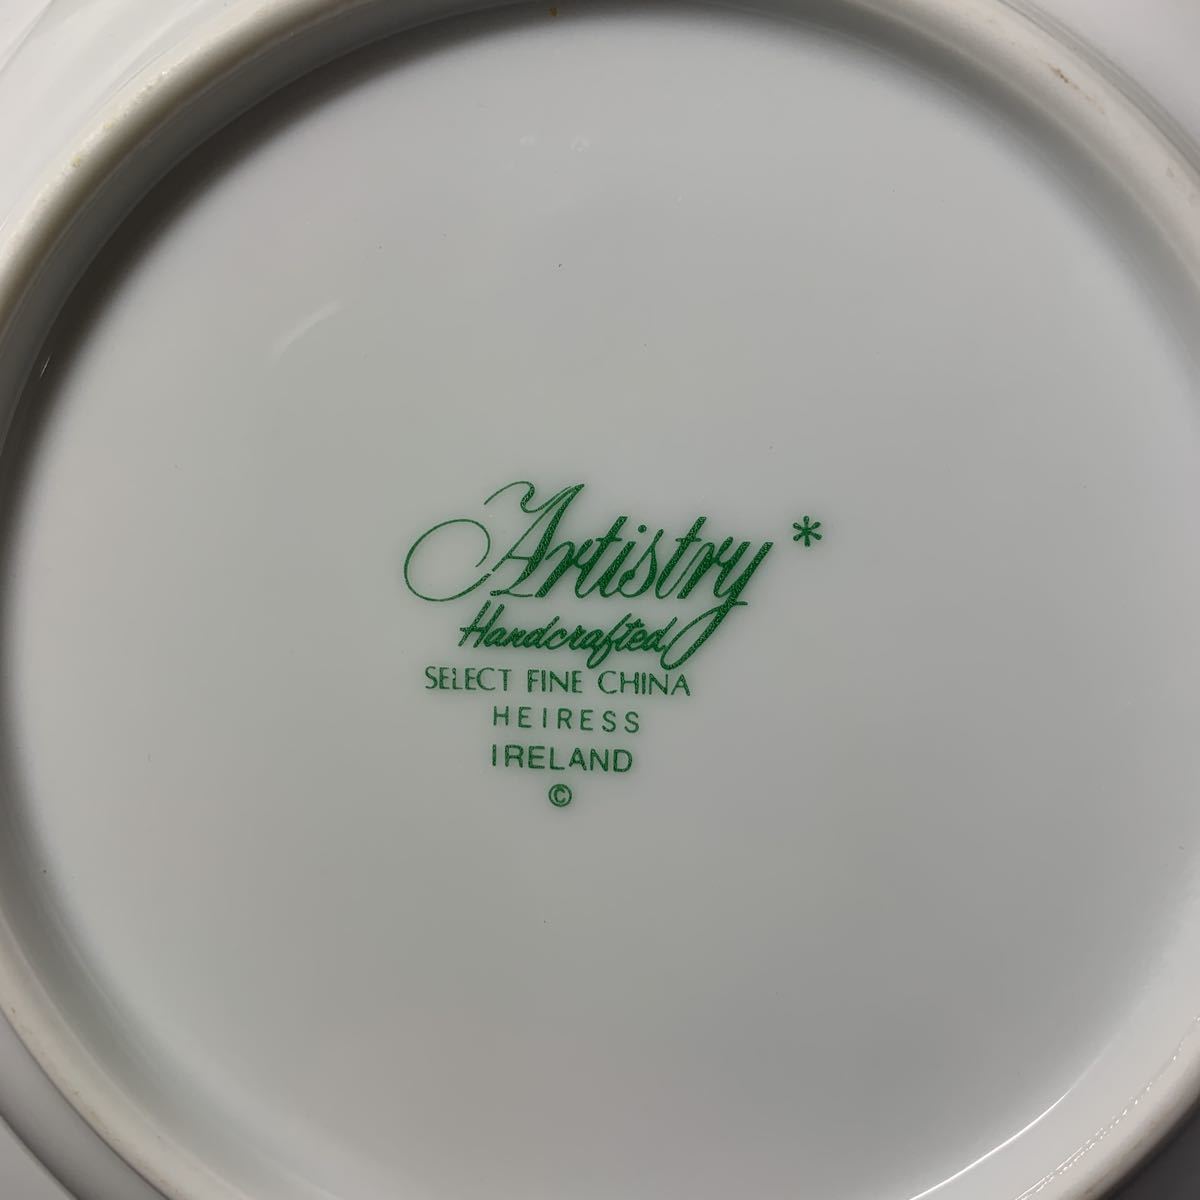 Artistry*
Handcrafted
SELECT FINE CHINA
HEIRESS
IRELAND
©